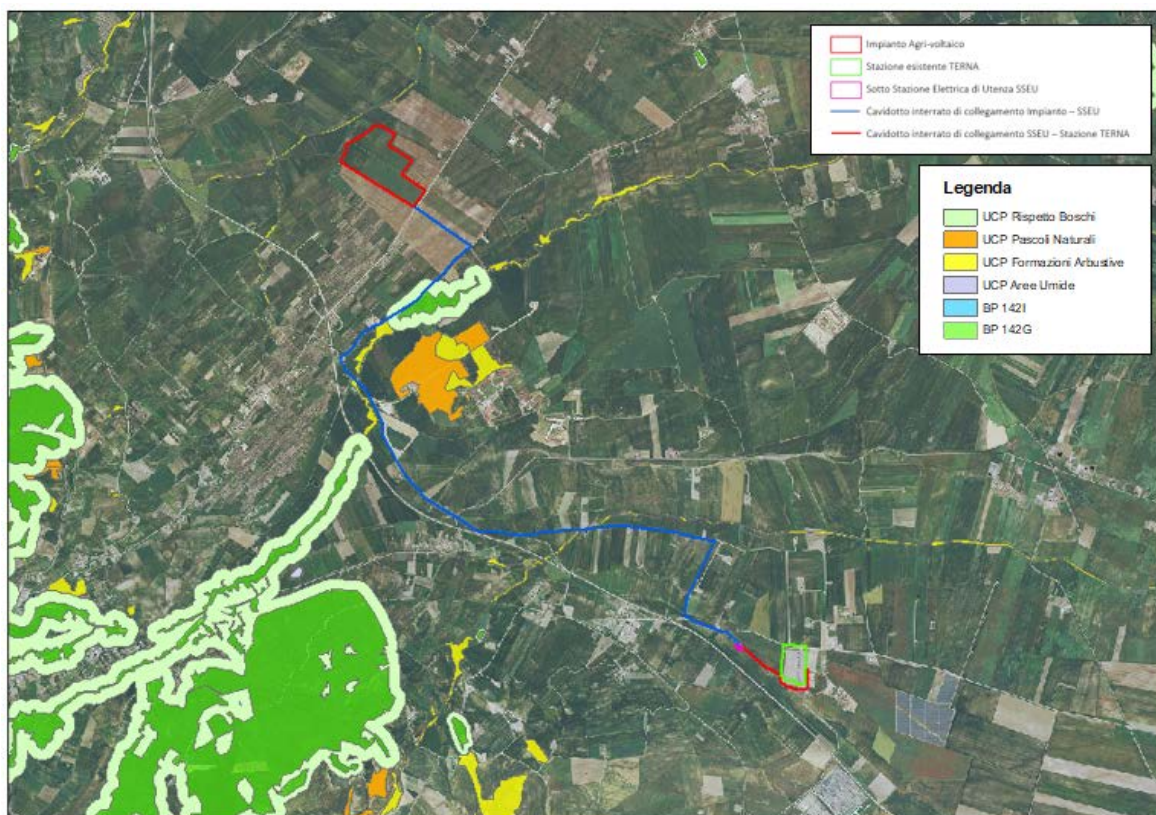 Impianto Agri-voltaico
Stazione esistente TERNA
Sotto Stazione Elettrica di Utenza SSEU
Cavidotto interrato di collegamento Impianto – SSEU
Cavidotto interrato di collegamento SSEU – Stazione TERNA
Legenda
UCP Rispetto Boschi
UCP Pascoli Naturali
UCP Formazioni Arbustive
UCP Aree Umide
BP 142I
BP 142G